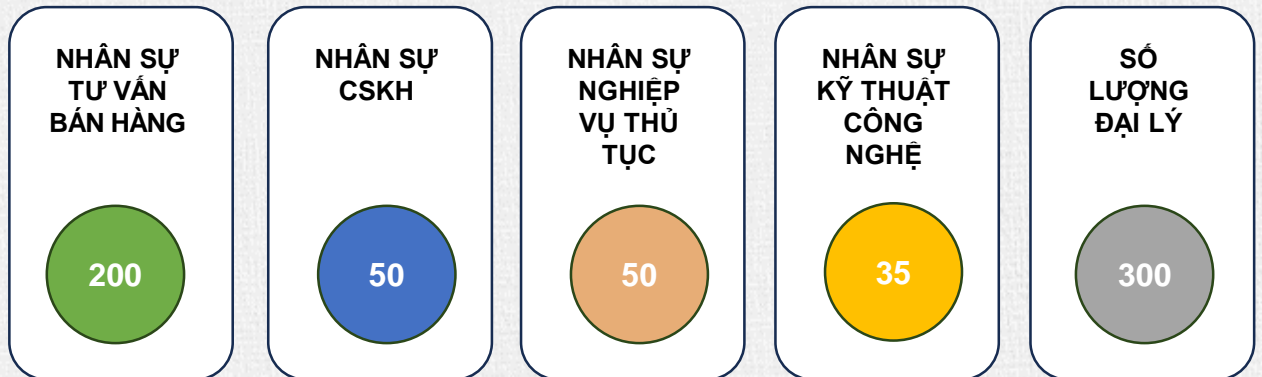 NHÂN SỰ
TƯ VẤN
BÁN HÀNG
200
NHÂN SỰ
CSKH
50
NHÂN SỰ
NGHIỆP
VỤ THỦ
TỤC
50
NHÂN SỰ
KỸ THUẬT
CÔNG
NGHỆ
35
SỐ
LƯỢNG
ĐẠI LÝ
300